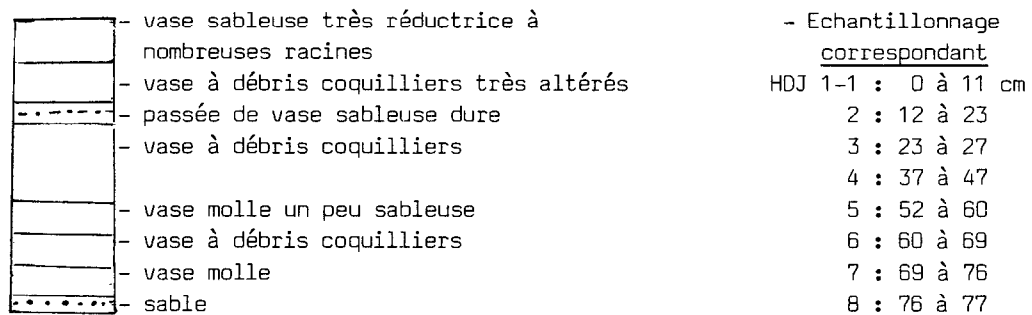 - vase sableuse très réductrice à
nombreuses racines
- vase à débris coquilliers très altérés
- passée de vase sableuse dure
- vase à débris coquilliers
- vase molle un peu sableuse
- vase à débris coquilliers
- vase molle
- sable
- Echantillonnage
correspondant
HDJ 1-1 : 0 à 11 cm
2 : 12 à 23
3 : 23 à 27
4 : 37 à 47
5 : 52 à 60
6 : 60 à 69
7 : 69 à 76
8 : 76 à 77